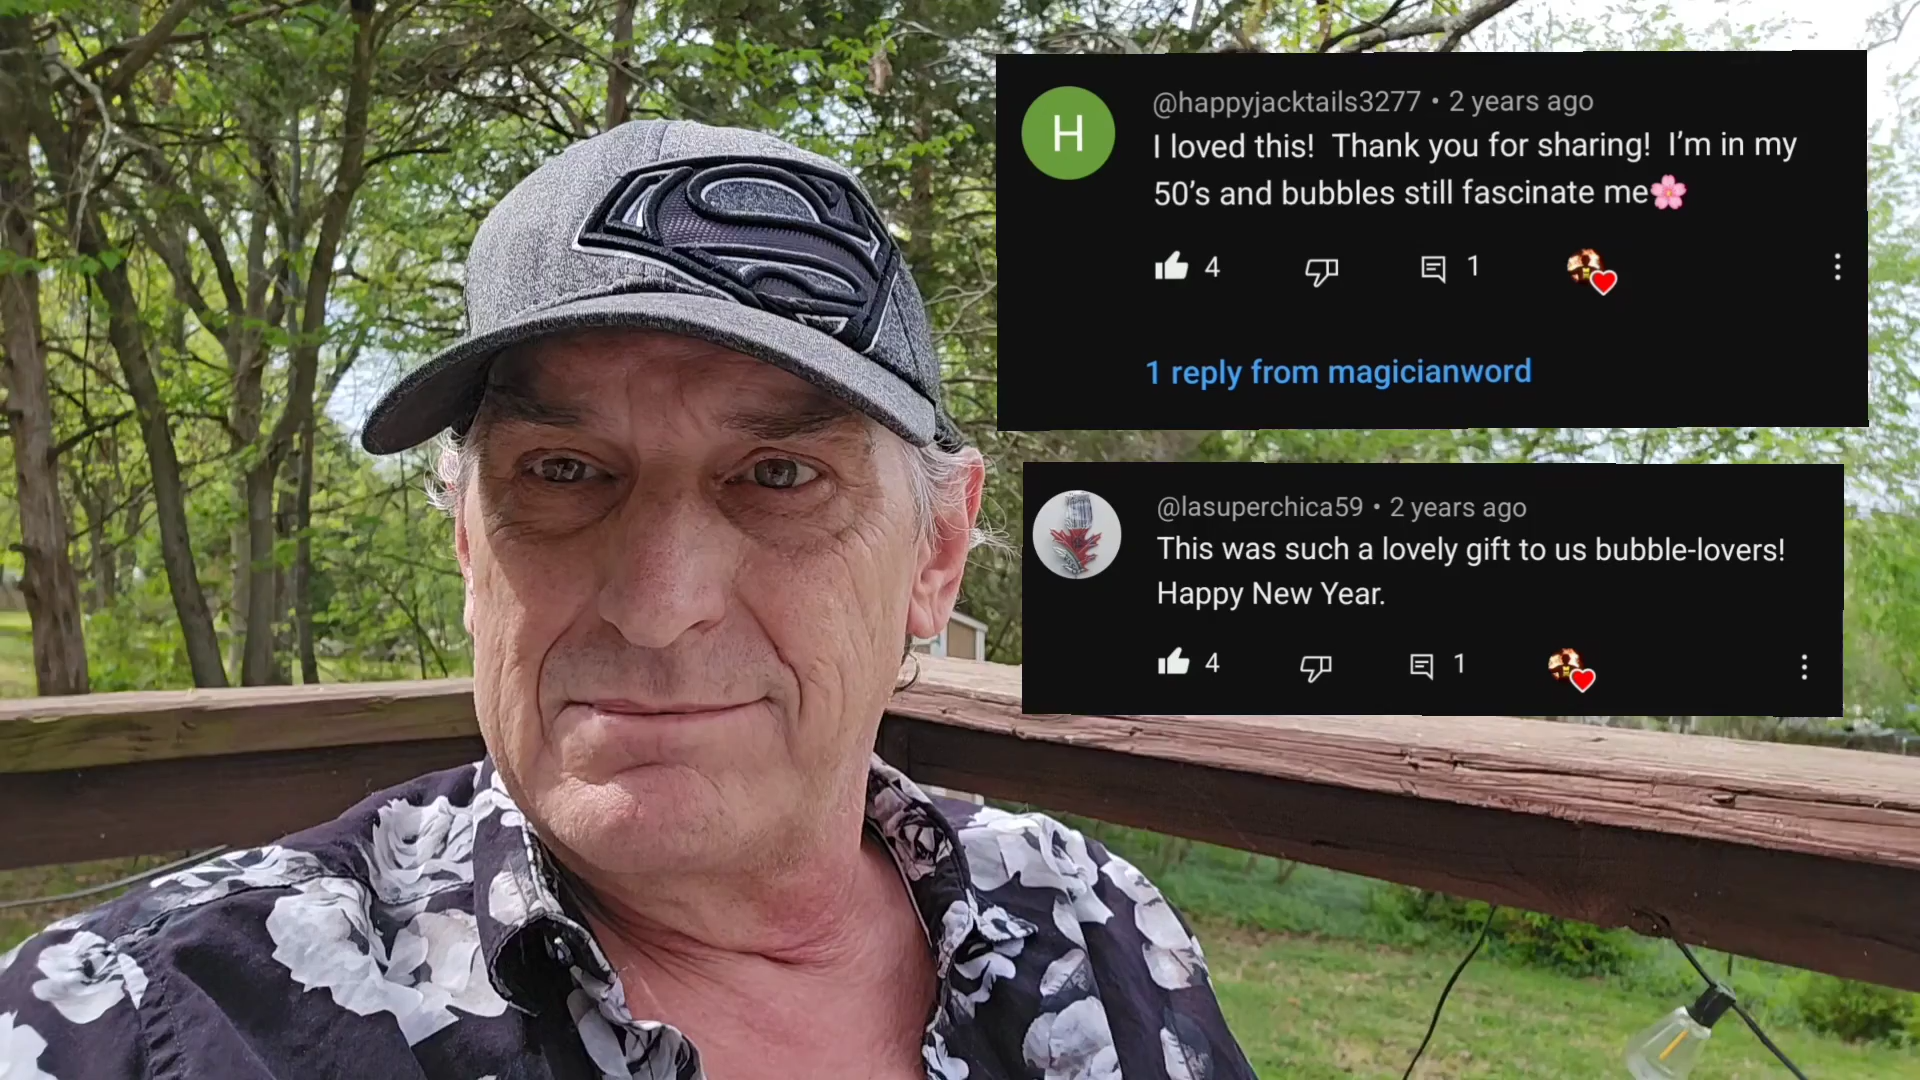 H
@happyjacktails3277 • 2 years ago
I loved this!  Thank you for sharing!  I’m in my
50’s and bubbles still fascinate me🌸
4
1
1 reply from magicianword
@lasuperchica59 • 2 years ago
This was such a lovely gift to us bubble-lovers!
Happy New Year.
4
1